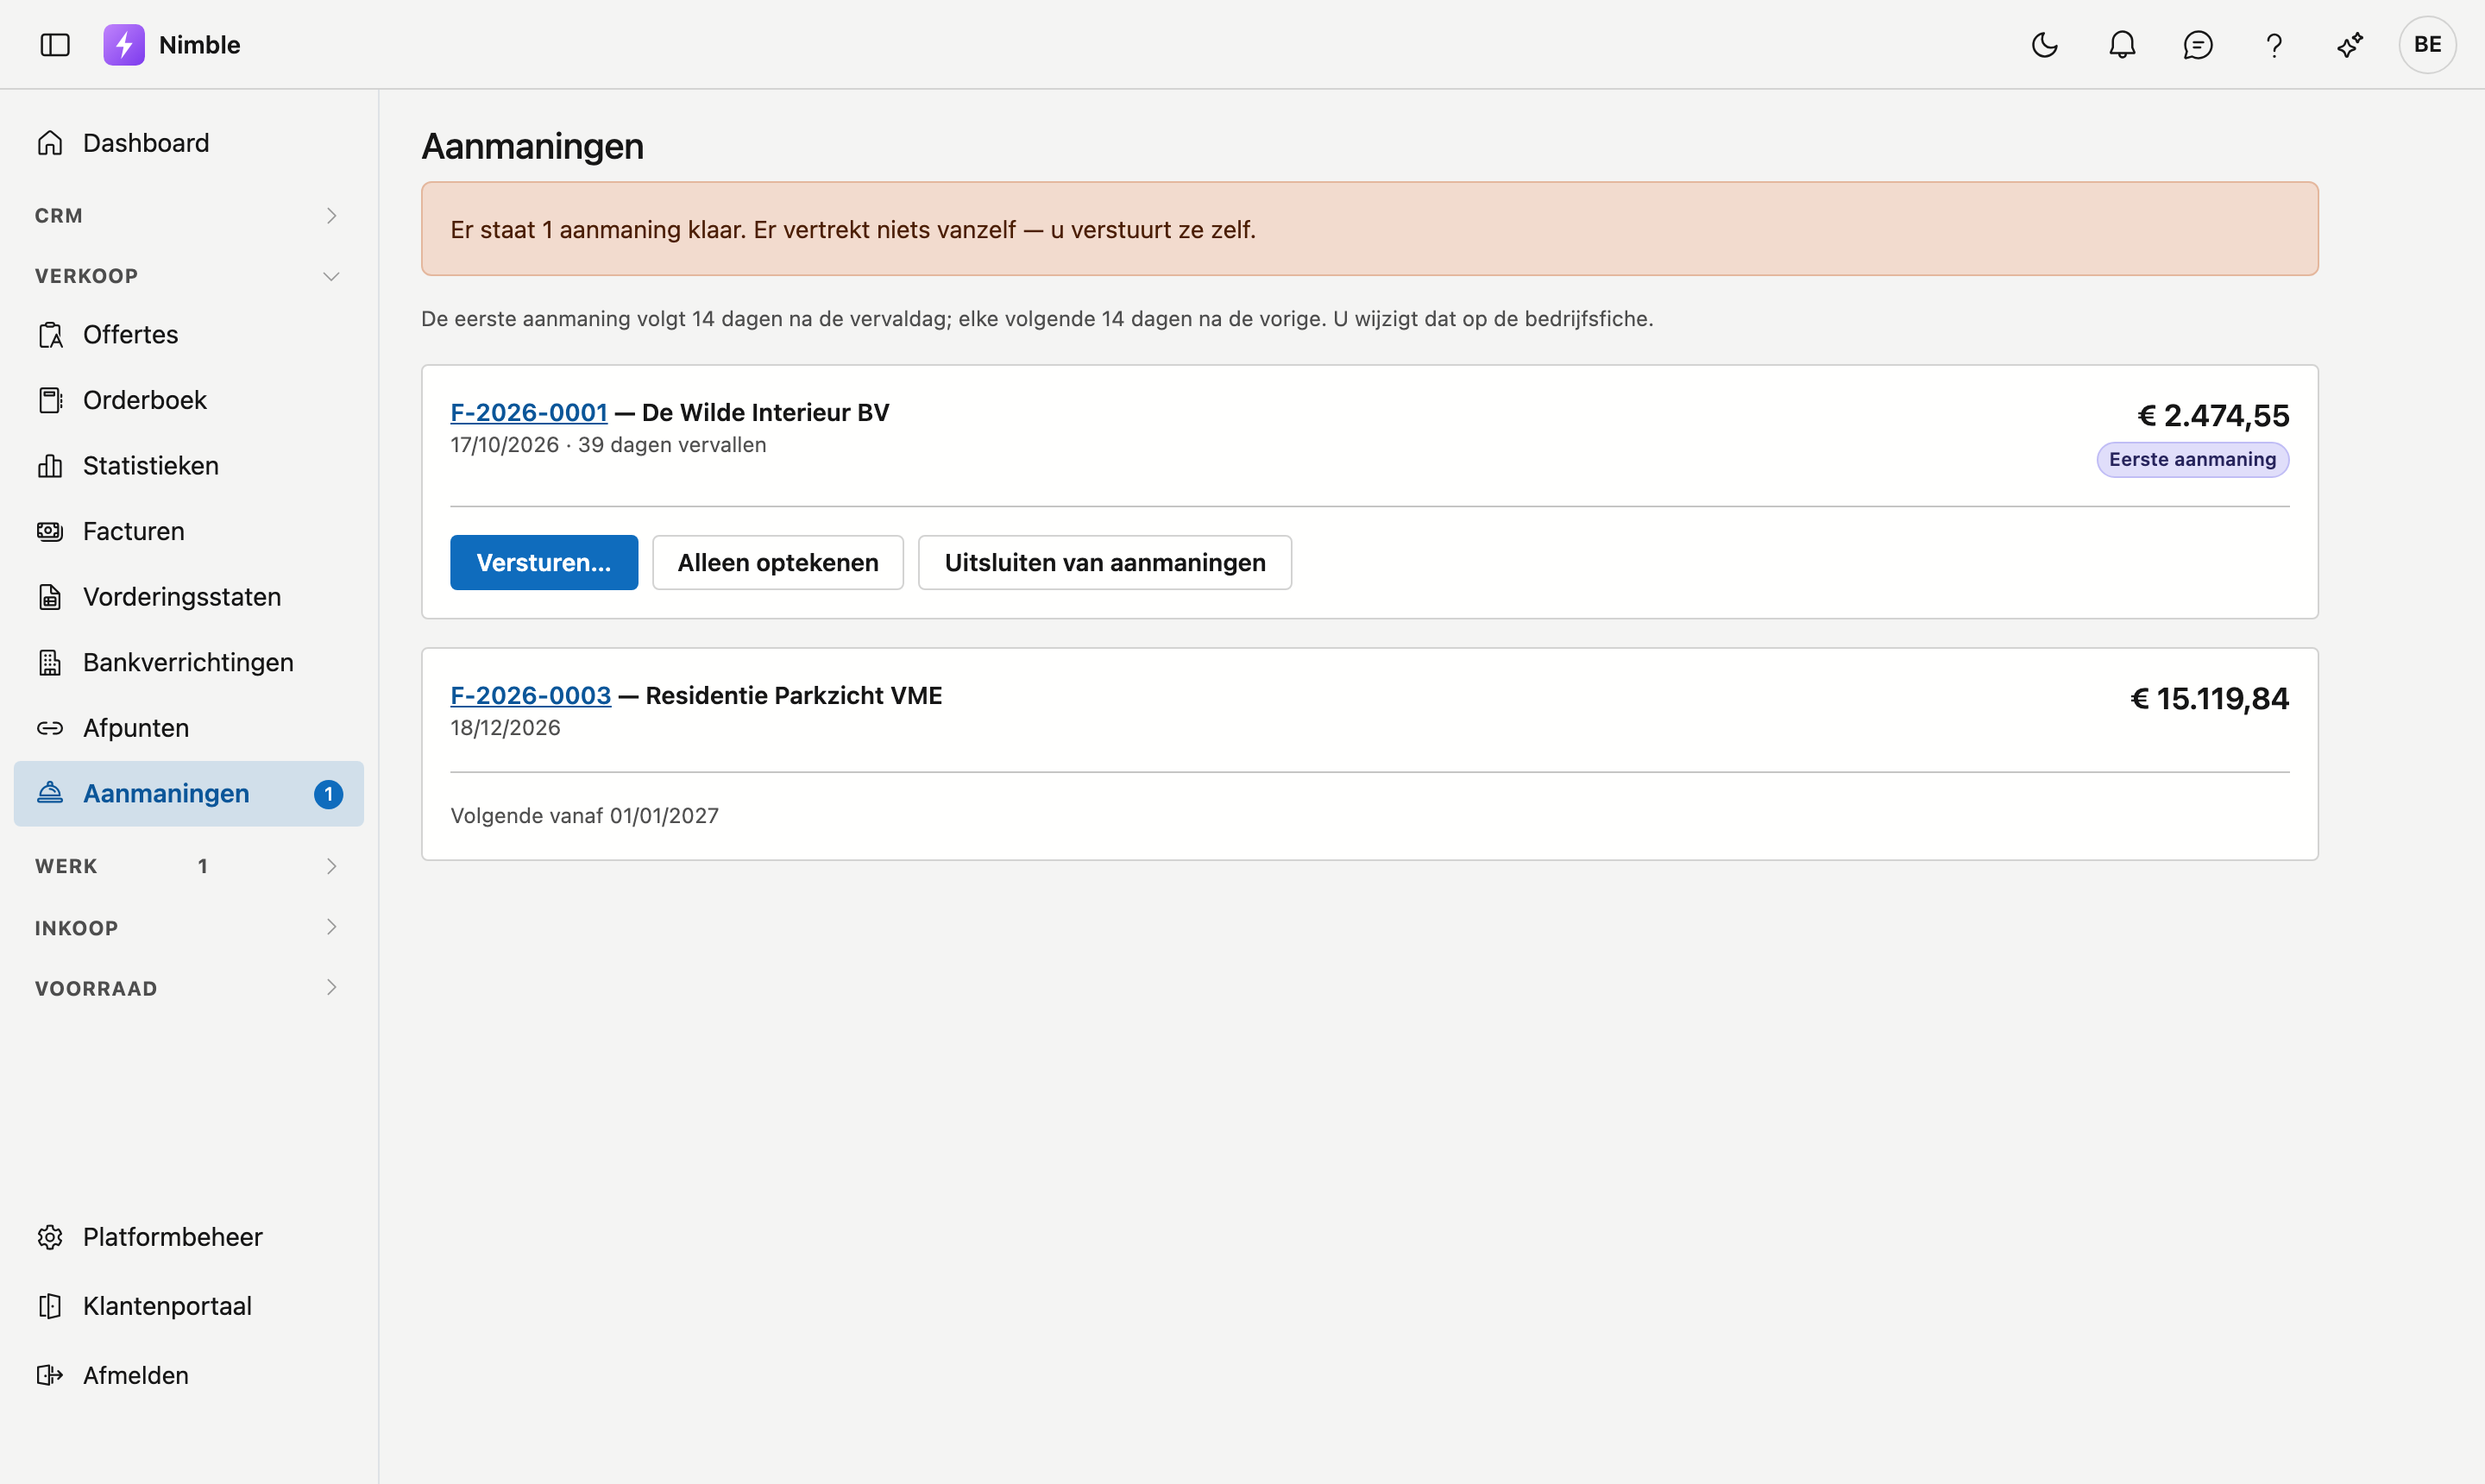 Nimble
BE
Dashboard
CRM
VERKOOP
Offertes
Orderboek
Statistieken
Facturen
Vorderingsstaten
Bankverrichtingen
Afpunten
Aanmaningen 1
WERK 1
INKOOP
VOORRAAD
Platformbeheer
Klantenportaal
Afmelden
Aanmaningen
Er staat 1 aanmaning klaar. Er vertrekt niets vanzelf — u verstuurt ze zelf.
De eerste aanmaning volgt 14 dagen na de vervaldag; elke volgende 14 dagen na de vorige. U wijzigt dat op de bedrijfsfiche.
F-2026-0001 — De Wilde Interieur BV
€ 2.474,55
17/10/2026 · 39 dagen vervallen
Eerste aanmaning
Versturen... Alleen optekenen Uitsluiten van aanmaningen
F-2026-0003 — Residentie Parkzicht VME
€ 15.119,84
18/12/2026
Volgende vanaf 01/01/2027